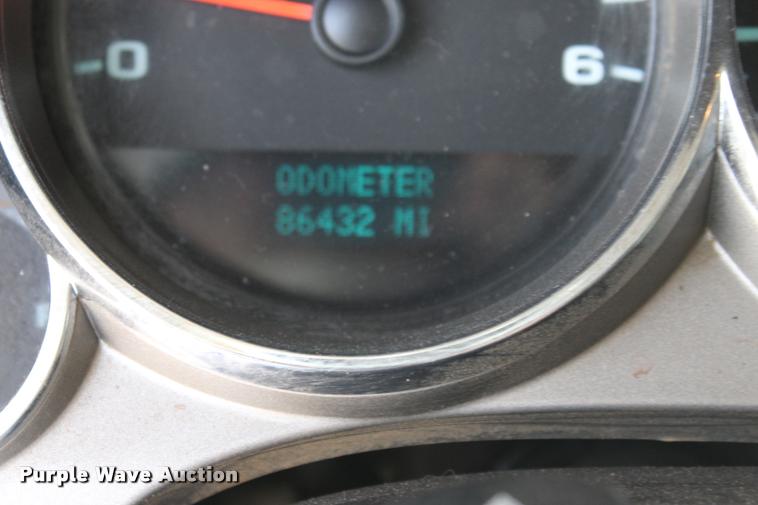 0 6
ODOMETER
86432 MI
Purple Wave Auction